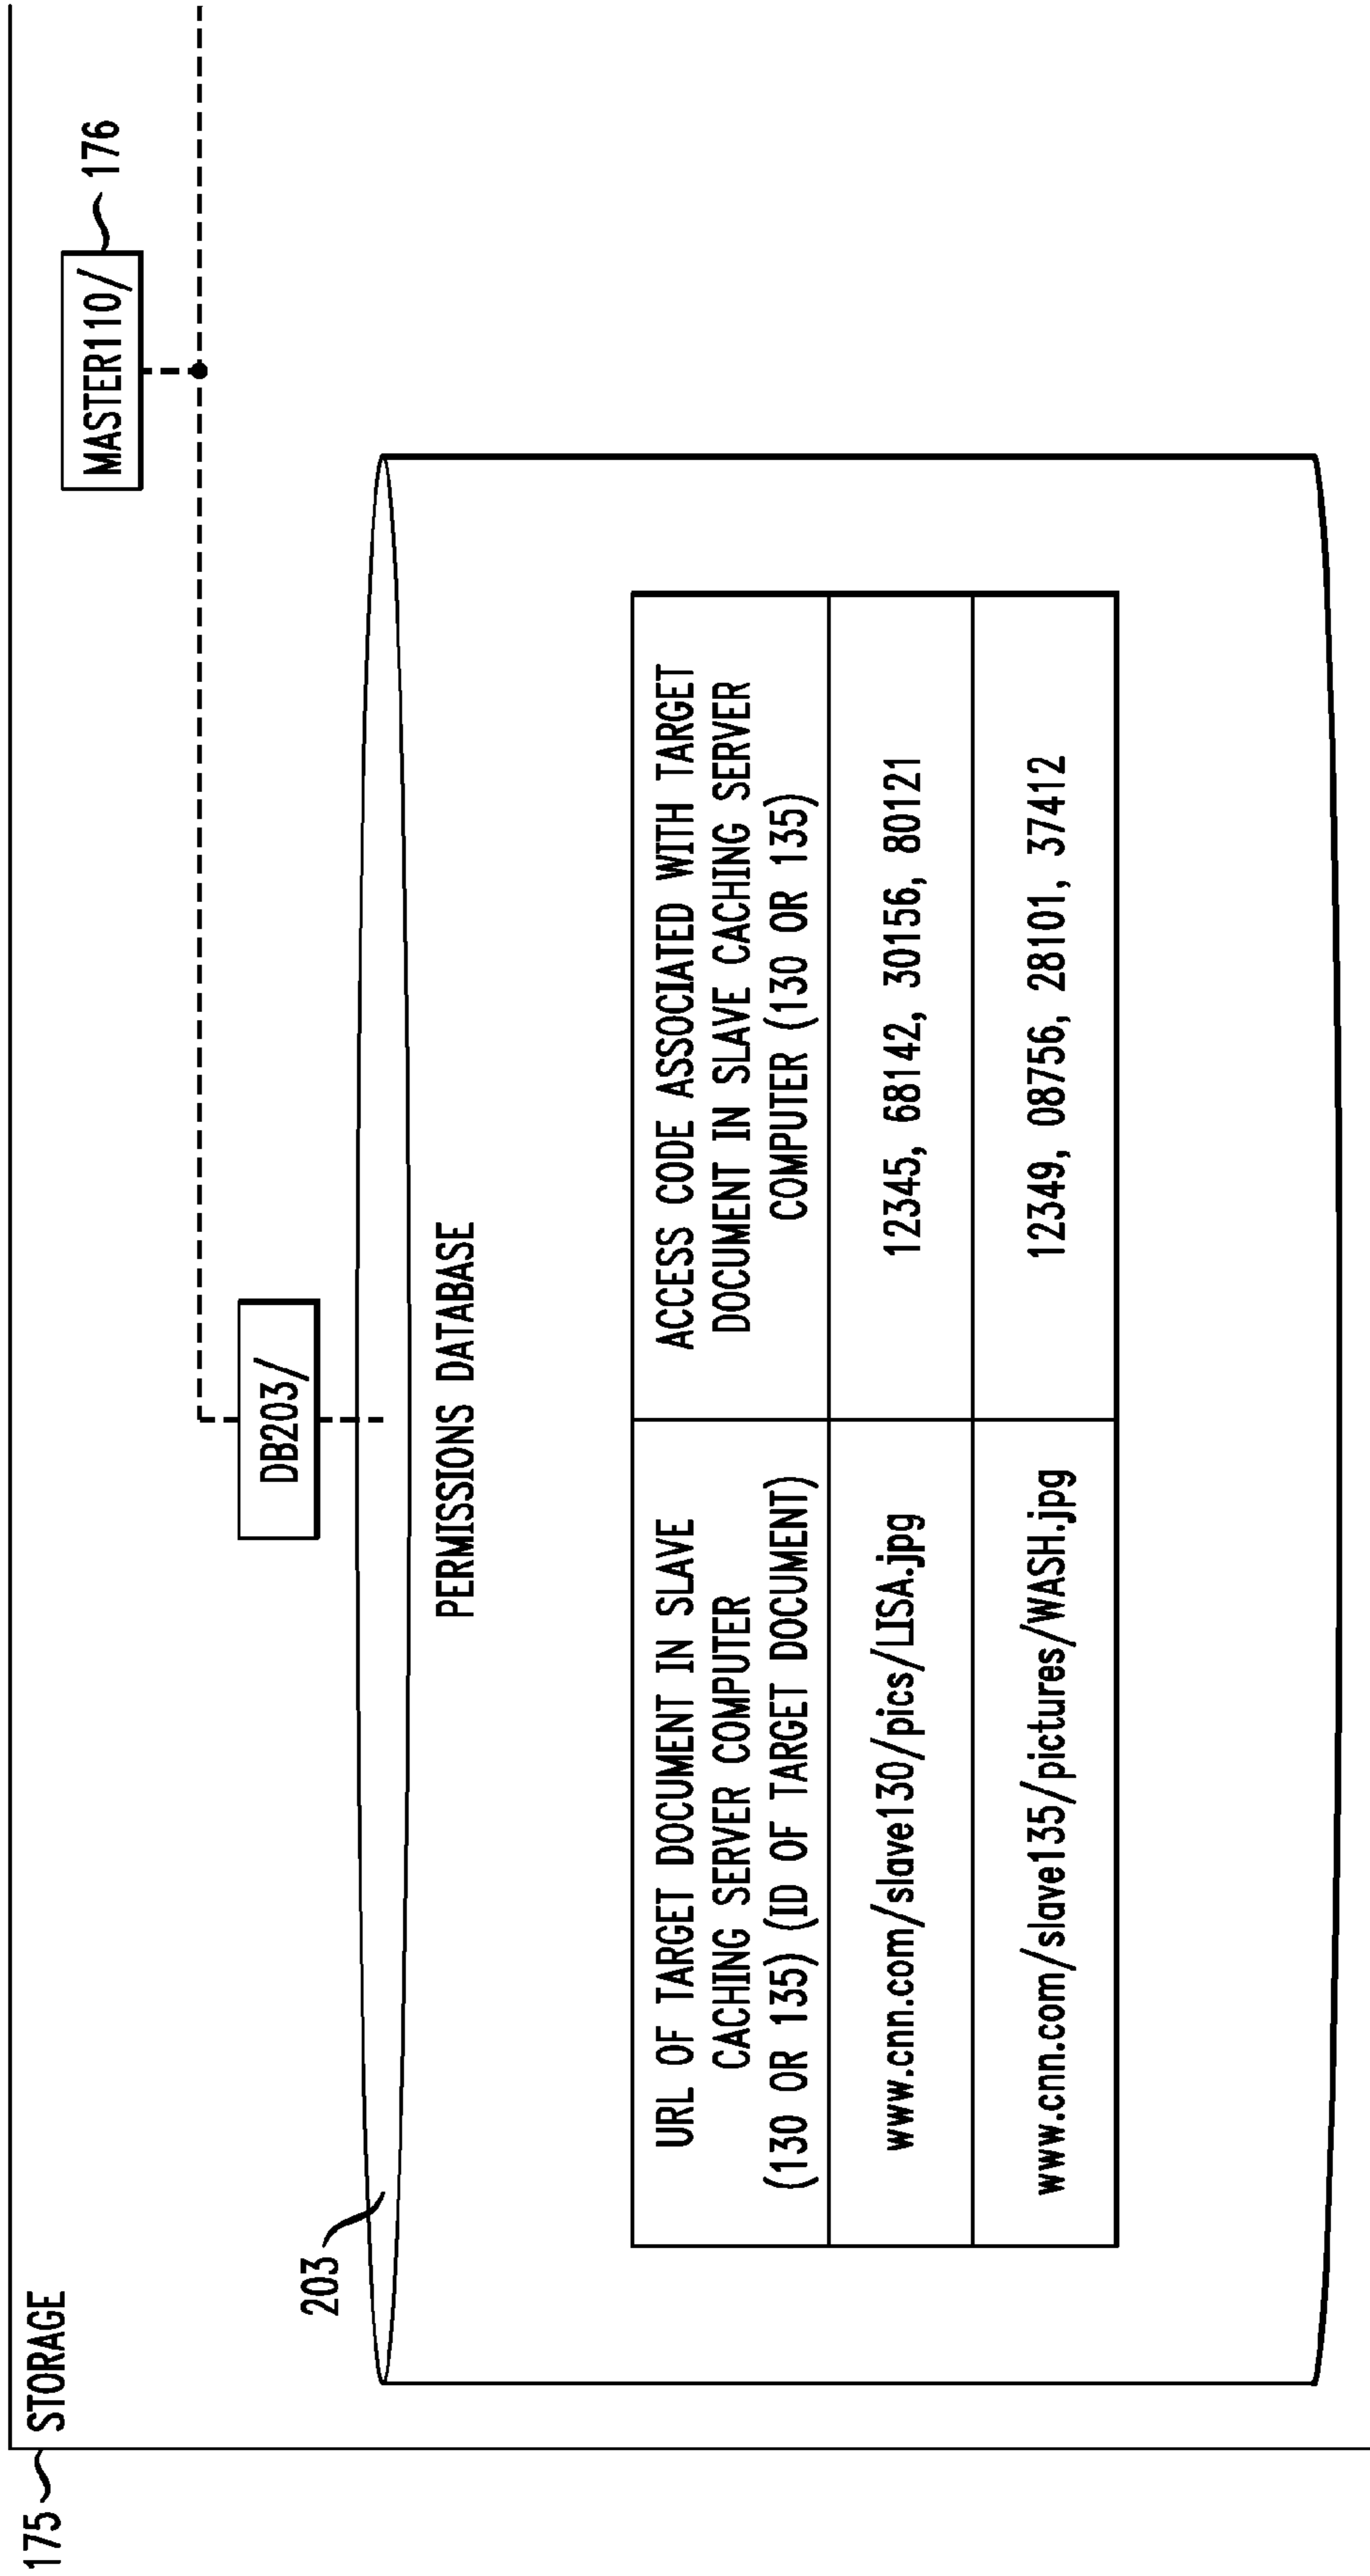 175 STORAGE
MASTER110/ 176
DB203/
203
PERMISSIONS DATABASE
URL OF TARGET DOCUMENT IN SLAVE
CACHING SERVER COMPUTER
(130 OR 135) (ID OF TARGET DOCUMENT)
ACCESS CODE ASSOCIATED WITH TARGET
DOCUMENT IN SLAVE CACHING SERVER
COMPUTER (130 OR 135)
www.cnn.com/slave130/pics/LISA.jpg
12345, 68142, 30156, 80121
www.cnn.com/slave135/pictures/WASH.jpg
12349, 08756, 28101, 37412